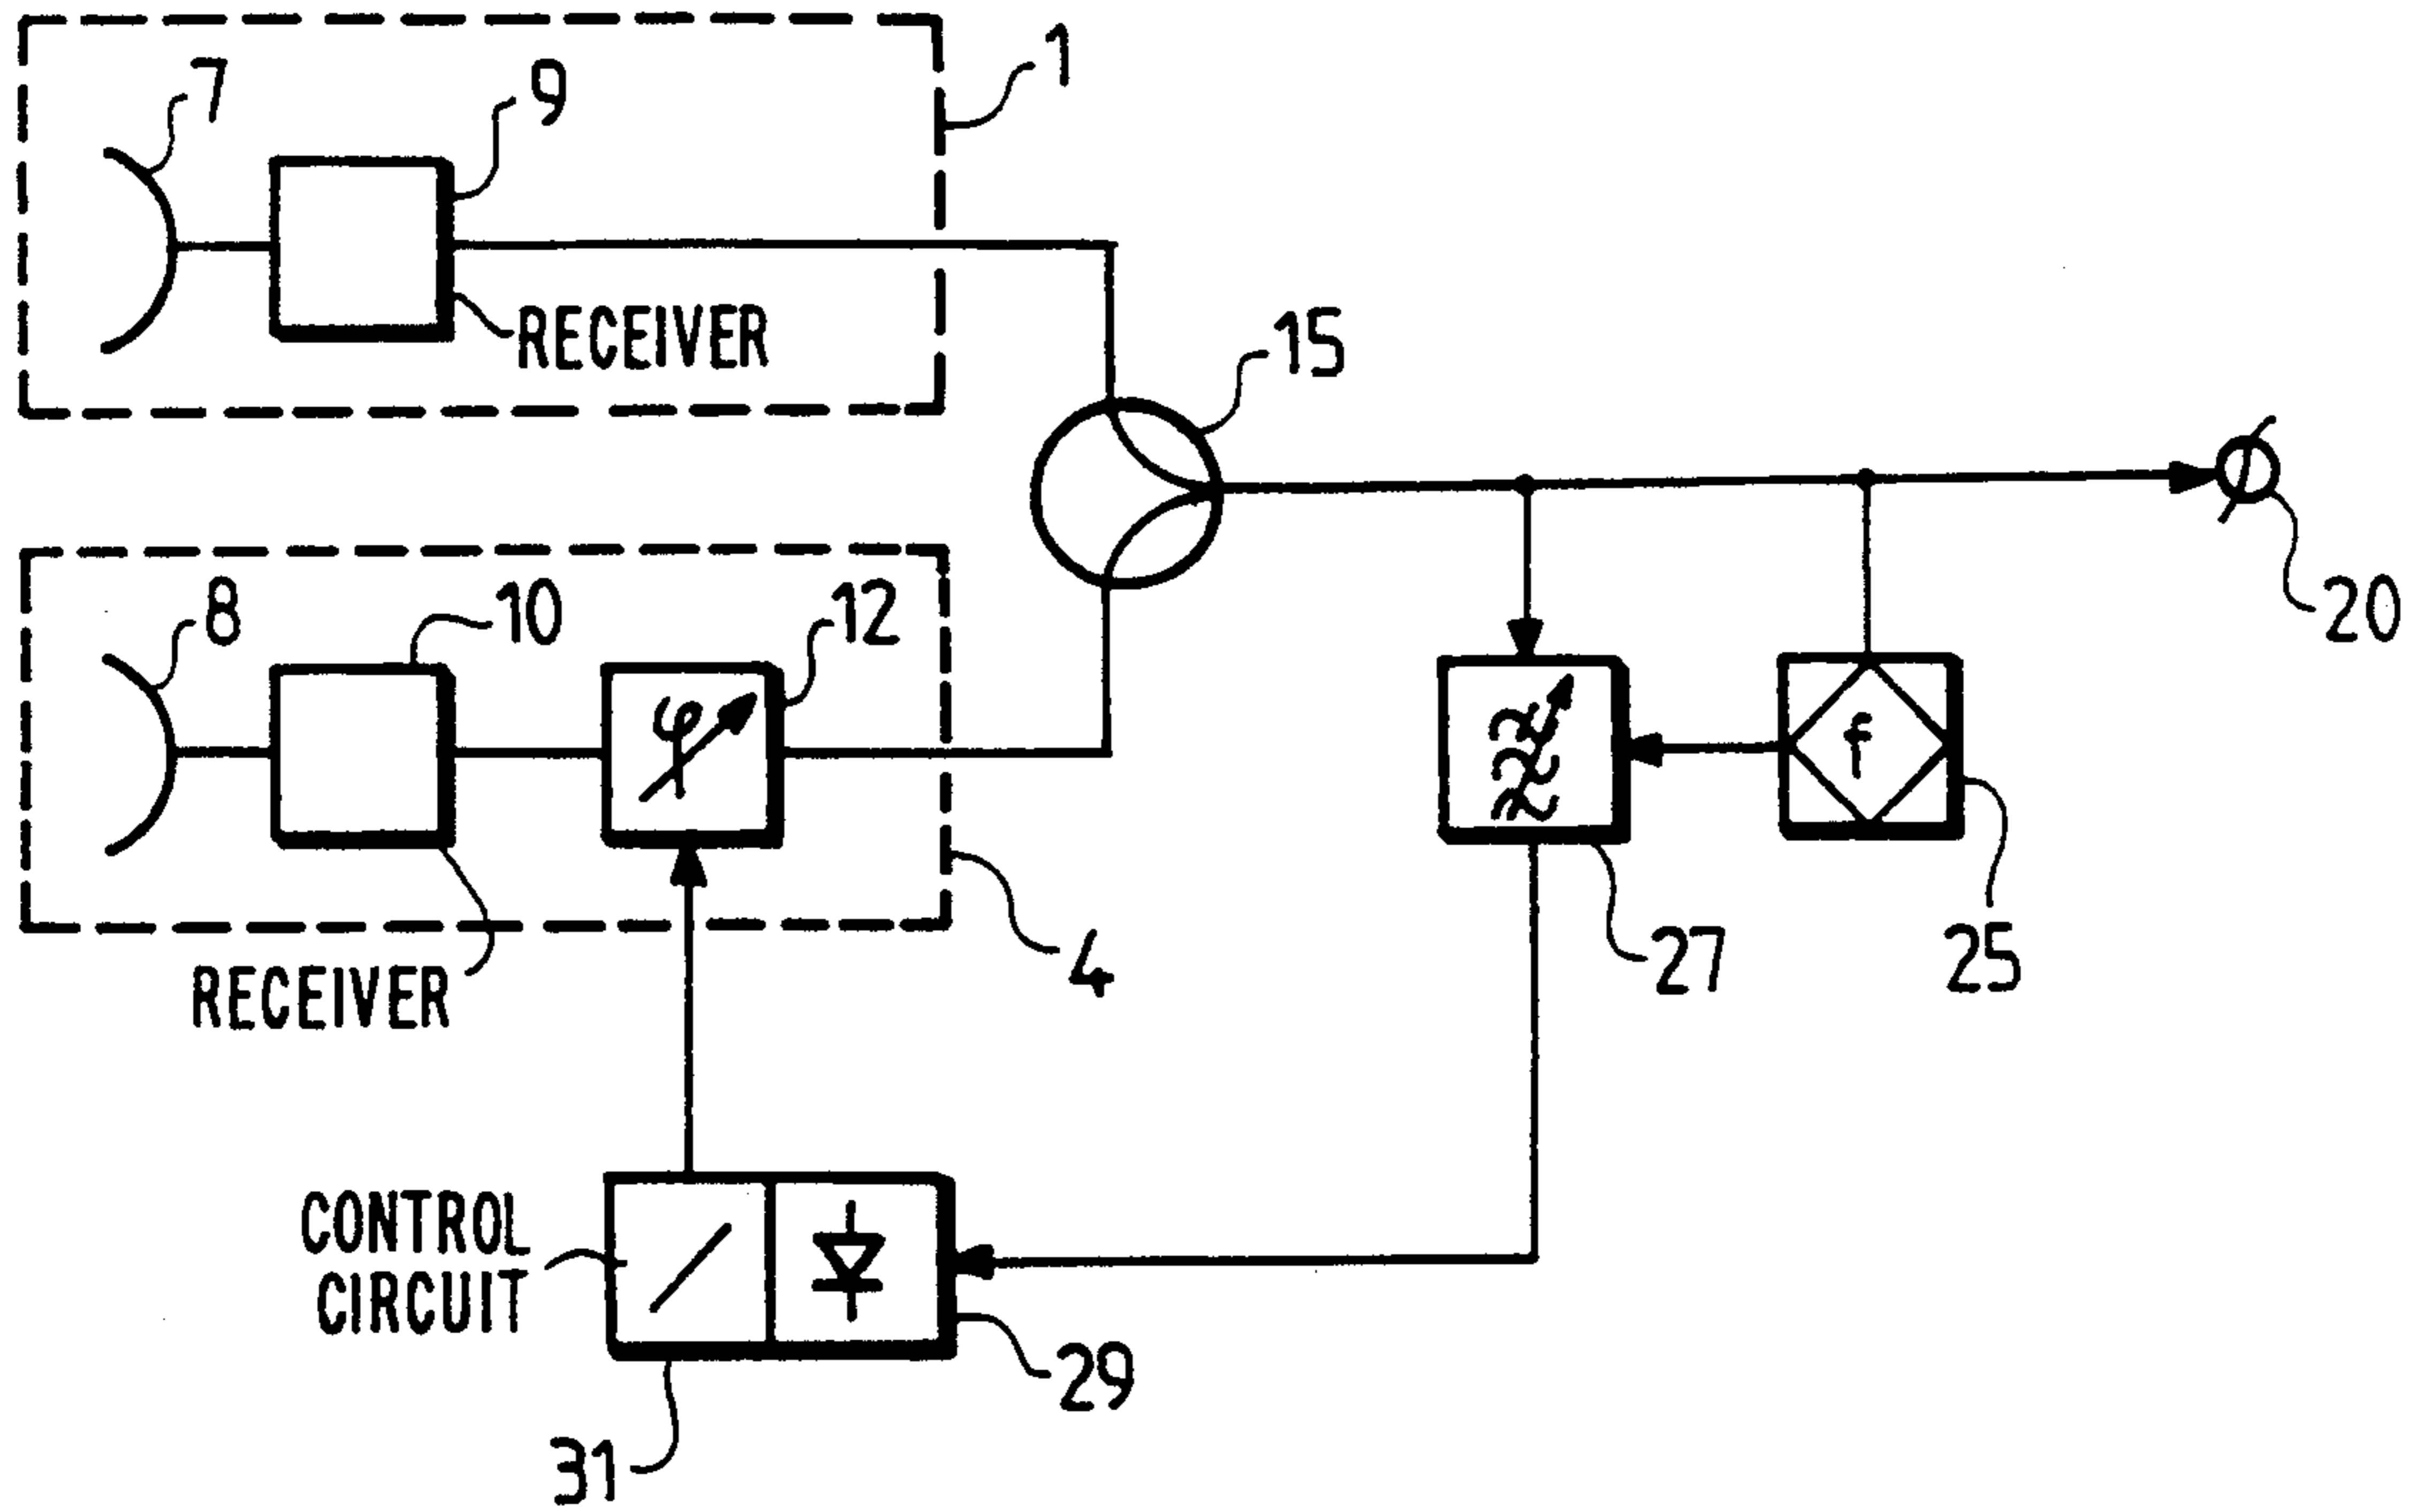 1
7
9
RECEIVER
15
20
8
10
12
φ
f
4
RECEIVER
27
25
CONTROL
CIRCUIT
29
31